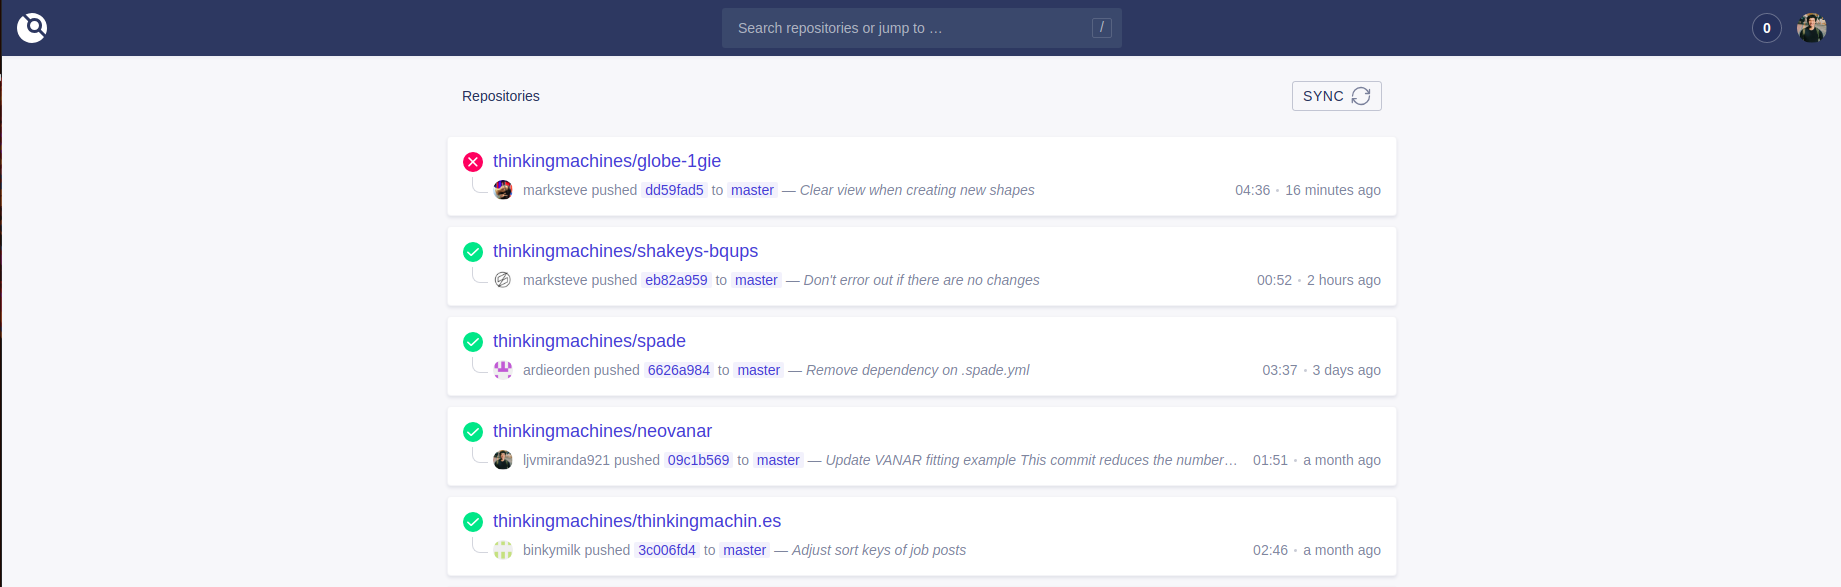 Search repositories or jump to … /
0
Repositories
SYNC
thinkingmachines/globe-1gie
marksteve pushed dd59fad5 to master — Clear view when creating new shapes 04:36 • 16 minutes ago
thinkingmachines/shakeys-bqups
marksteve pushed eb82a959 to master — Don't error out if there are no changes 00:52 • 2 hours ago
thinkingmachines/spade
ardieorden pushed 6626a984 to master — Remove dependency on .spade.yml 03:37 • 3 days ago
thinkingmachines/neovanar
ljvmiranda921 pushed 09c1b569 to master — Update VANAR fitting example This commit reduces the number… 01:51 • a month ago
thinkingmachines/thinkingmachin.es
binkymilk pushed 3c006fd4 to master — Adjust sort keys of job posts 02:46 • a month ago